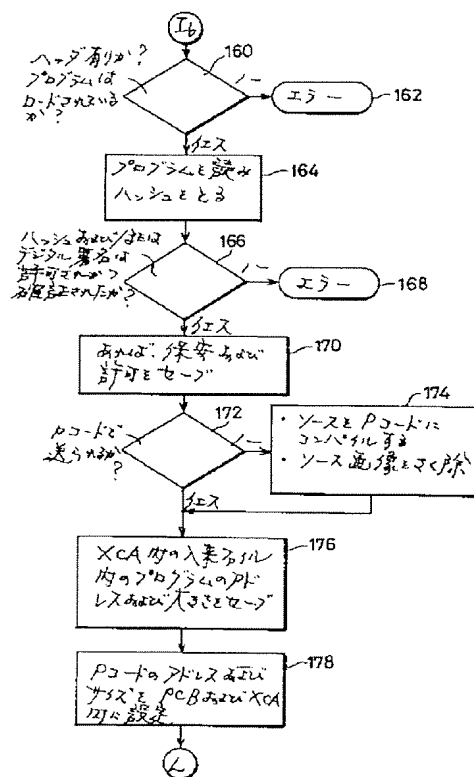 Ib
ヘッダ有りか?
プログラムは
ロードされている
か?
160
ノー
エラー
162
イエス
プログラムを読み
ハッシュをとる
164
ハッシュおよび/または
デジタル署名は
許可されかつ
確証されたか?
166
ノー
エラー
168
イエス
あれば、保安および
許可をセーブ
170
Pコードで
送られるか
?
172
ノー
174
・ソースをPコードに
コンパイルする
・ソース画像をさく除
イエス
XCA内の入来ファイル
内のプログラムのアド
レスおよび大きさをセーブ
176
Pコードのアドレスおよび
サイズをPCBおよびXCA
内に設定
178
L